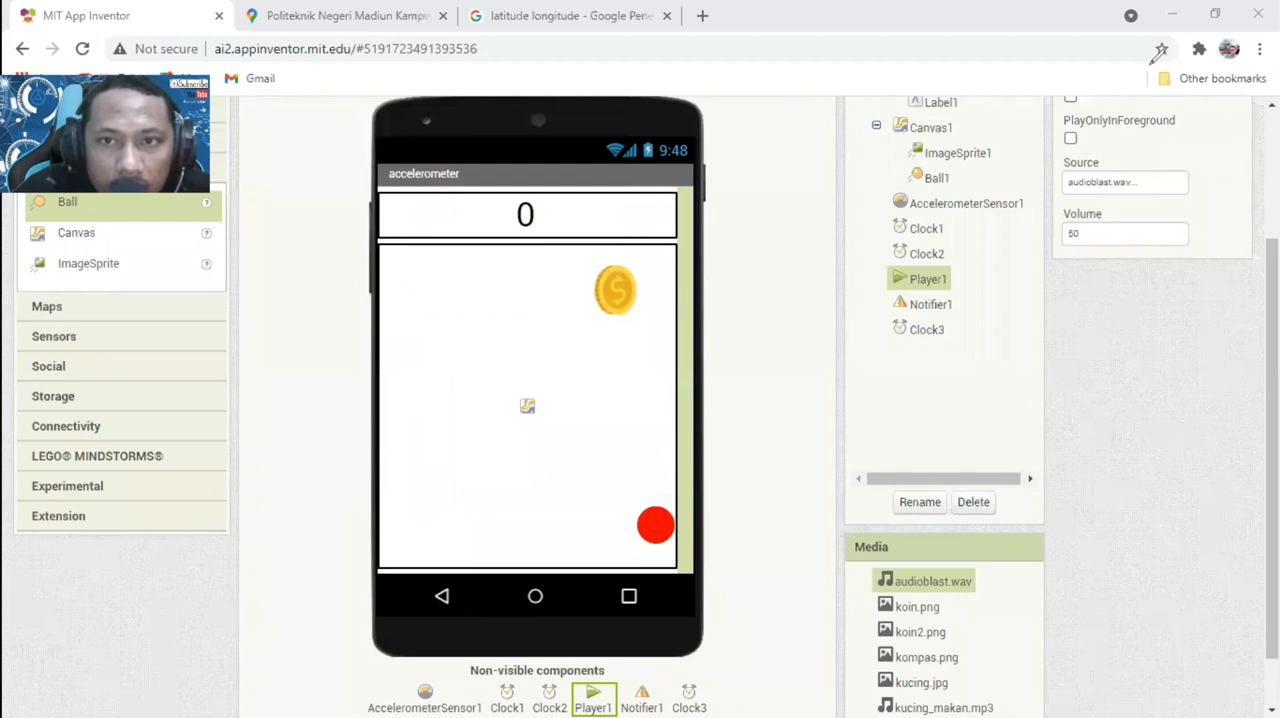 MIT App Inventor
Politeknik Negeri Madiun Kampu
latitude longitude - Google Pene
Not secure
ai2.appinventor.mit.edu/#5191723491393536
Gmail
Other bookmarks
Subscribe
Ball
Canvas
ImageSprite
Maps
Sensors
Social
Storage
Connectivity
LEGO® MINDSTORMS®
Experimental
Extension
9:48
accelerometer
0
Non-visible components
AccelerometerSensor1 Clock1 Clock2 Player1 Notifier1 Clock3
Label1
Canvas1
ImageSprite1
Ball1
AccelerometerSensor1
Clock1
Clock2
Player1
Notifier1
Clock3
Rename Delete
Media
audioblast.wav
koin.png
koin2.png
kompas.png
kucing.jpg
kucing_makan.mp3
PlayOnlyInForeground
Source
audioblast.wav...
Volume
50